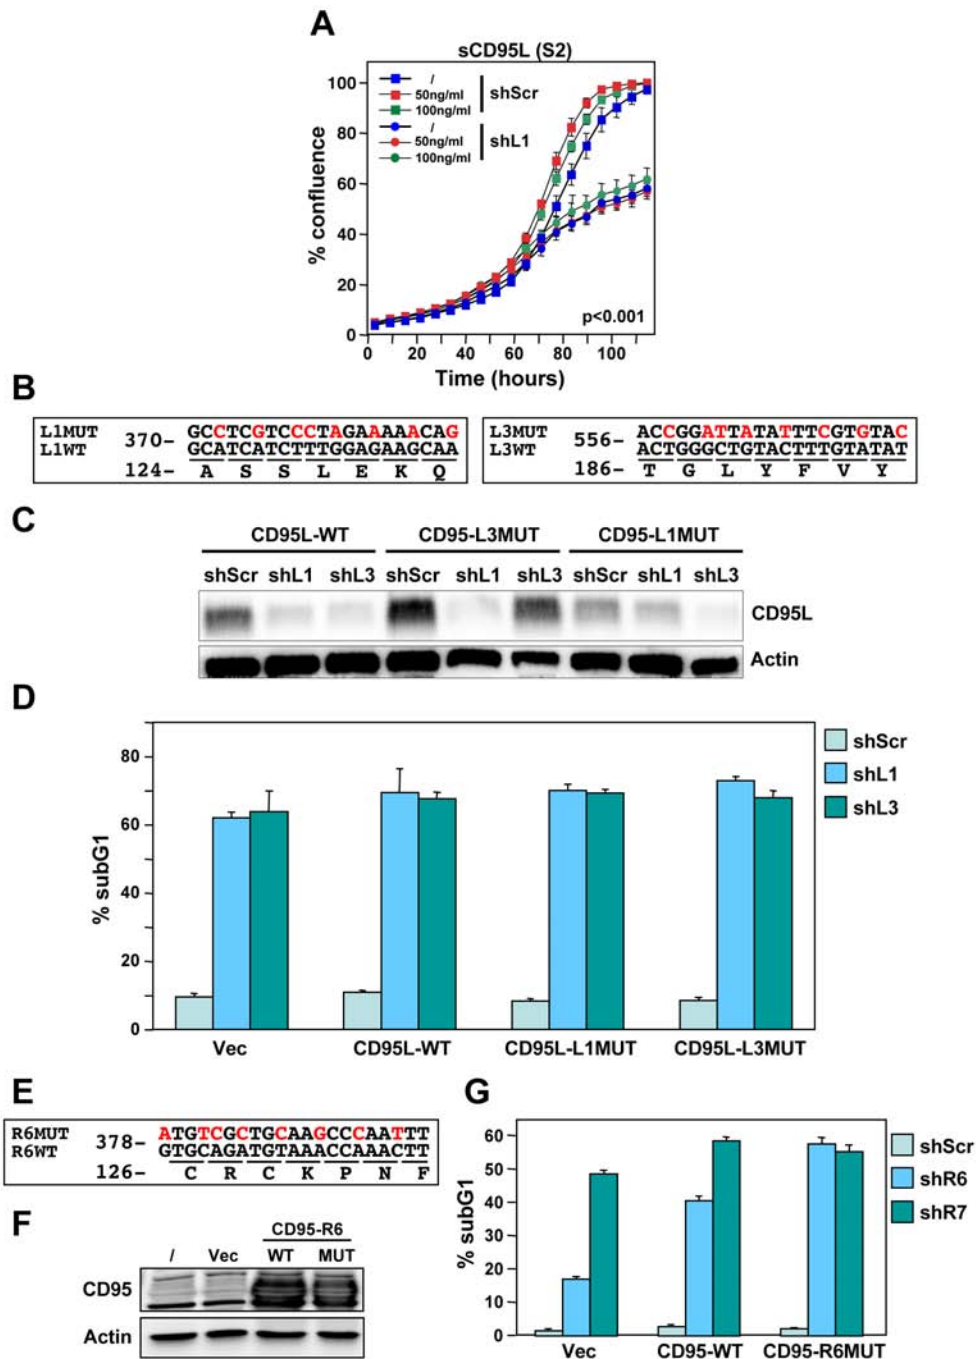 A
sCD95L (S2)
/
50ng/ml
100ng/ml
shScr
/
50ng/ml
100ng/ml
shL1
% confluence
100
80
60
40
20
0
p<0.001
0 20 40 60 80 100
Time (hours)
B
L1MUT 370- GCCTCGTCCCTAGAAAAACAG
L1WT GCATCATCTTTGGAGAAGCAA
124- A S S L E K Q
L3MUT 556- ACCGGATTATATTTCGTGTAC
L3WT ACTGGGCTGTACTTTGTATAT
186- T G L Y F V Y
C
CD95L-WT CD95-L3MUT CD95-L1MUT
shScr shL1 shL3 shScr shL1 shL3 shScr shL1 shL3
CD95L
Actin
D
% subG1
80
60
40
20
0
Vec CD95L-WT CD95L-L1MUT CD95L-L3MUT
shScr
shL1
shL3
E
R6MUT 378- ATGTCGCTGCAAGCCCAATTTT
R6WT GTGCAGATGTAAACCAAACTT
126- C R C K P N F
F
CD95-R6
/ Vec WT MUT
CD95
Actin
G
% subG1
60
50
40
30
20
10
0
Vec CD95-WT CD95-R6MUT
shScr
shR6
shR7